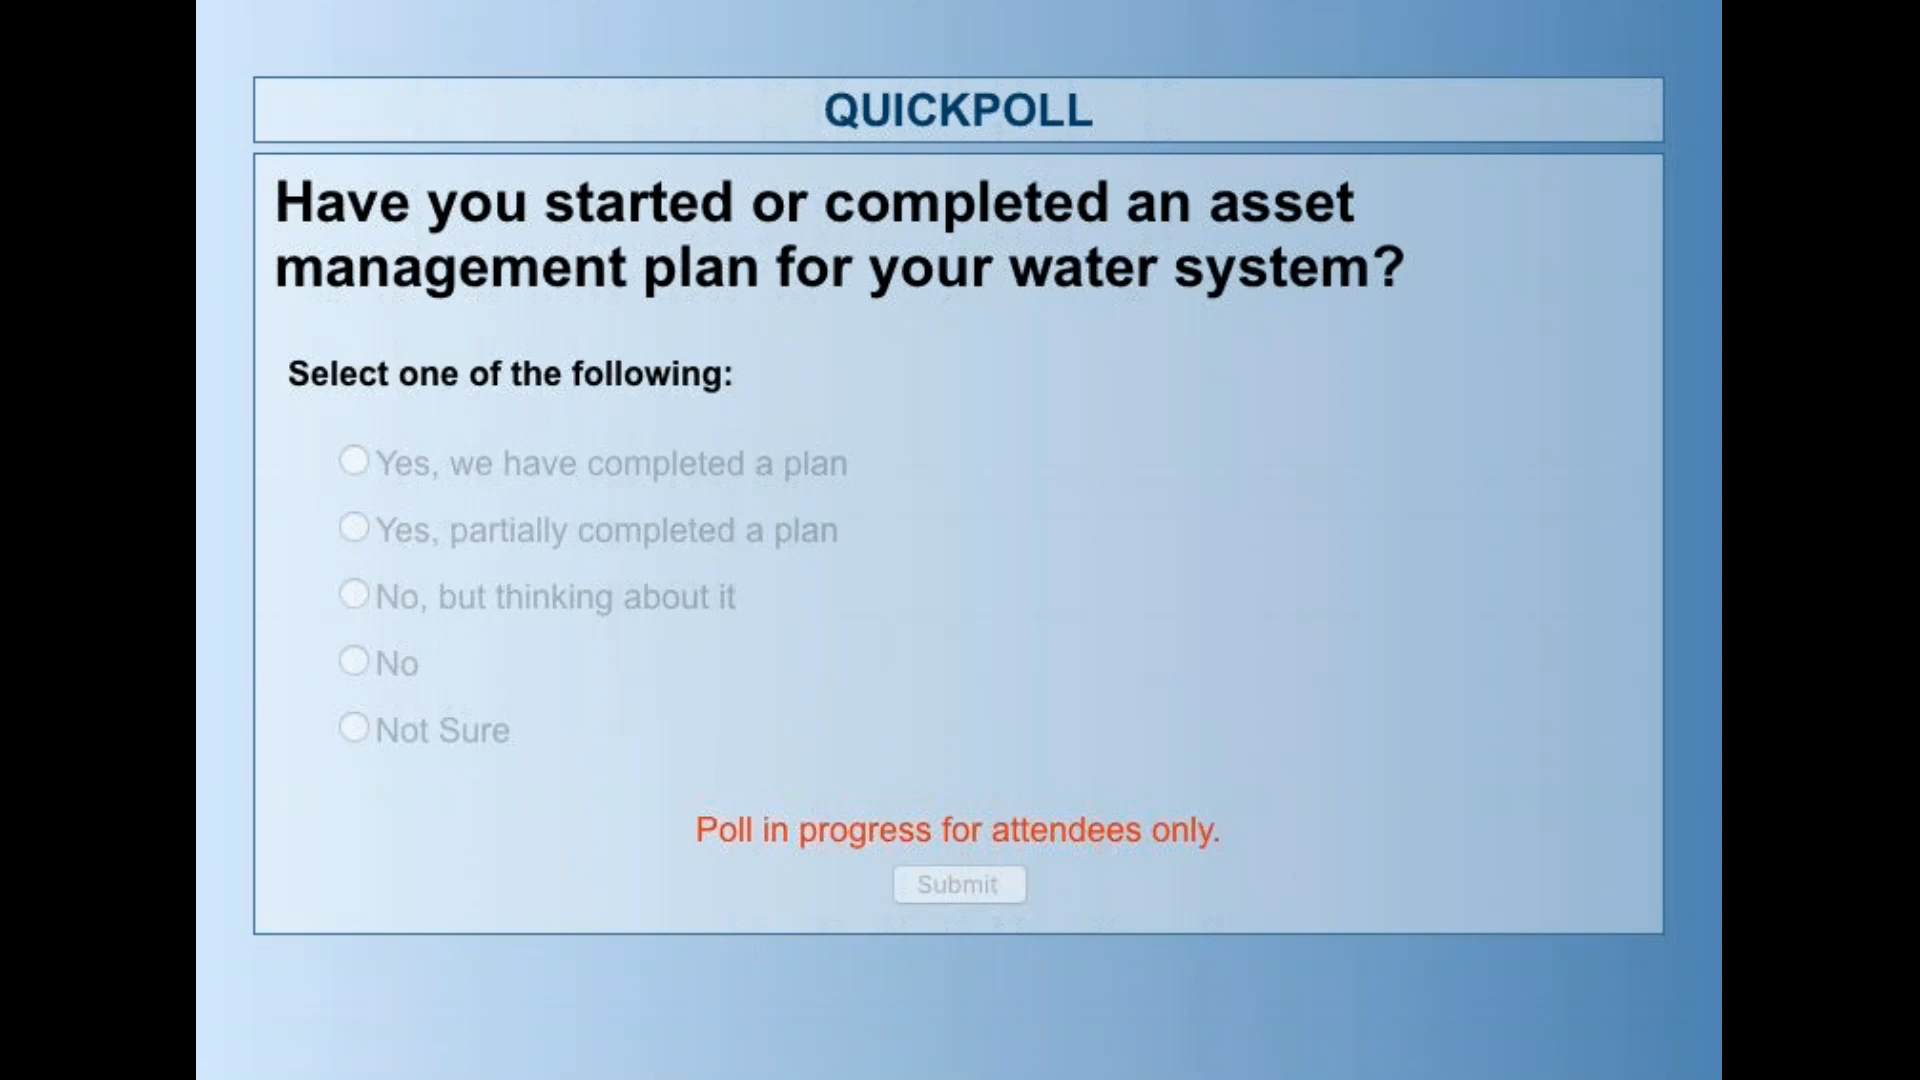 QUICKPOLL
Have you started or completed an asset
management plan for your water system?
Select one of the following:
Yes, we have completed a plan
Yes, partially completed a plan
No, but thinking about it
No
Not Sure
Poll in progress for attendees only.
Submit